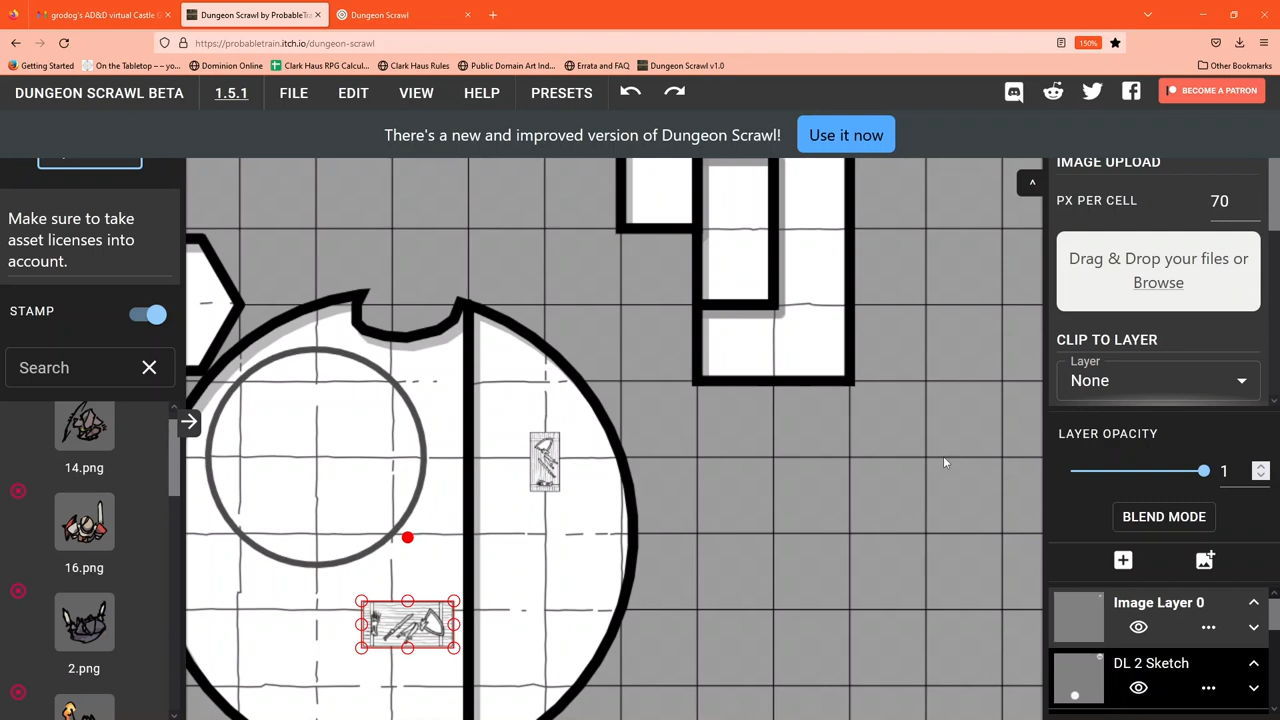 grodog's AD&D virtual Castle D
Dungeon Scrawl by ProbableTra
Dungeon Scrawl
https://probabletrain.itch.io/dungeon-scrawl
150%
Getting Started
On the Tabletop – – yo...
Dominion Online
Clark Haus RPG Calcul...
Clark Haus Rules
Public Domain Art Ind...
Errata and FAQ
Dungeon Scrawl v1.0
Other Bookmarks
DUNGEON SCRAWL BETA
1.5.1
FILE
EDIT
VIEW
HELP
PRESETS
BECOME A PATRON
There's a new and improved version of Dungeon Scrawl!
Use it now
Make sure to take
asset licenses into
account.
STAMP
Search
14.png
16.png
2.png
IMAGE UPLOAD
PX PER CELL
70
Drag & Drop your files or
Browse
CLIP TO LAYER
Layer
None
LAYER OPACITY
1
BLEND MODE
Image Layer 0
DL 2 Sketch